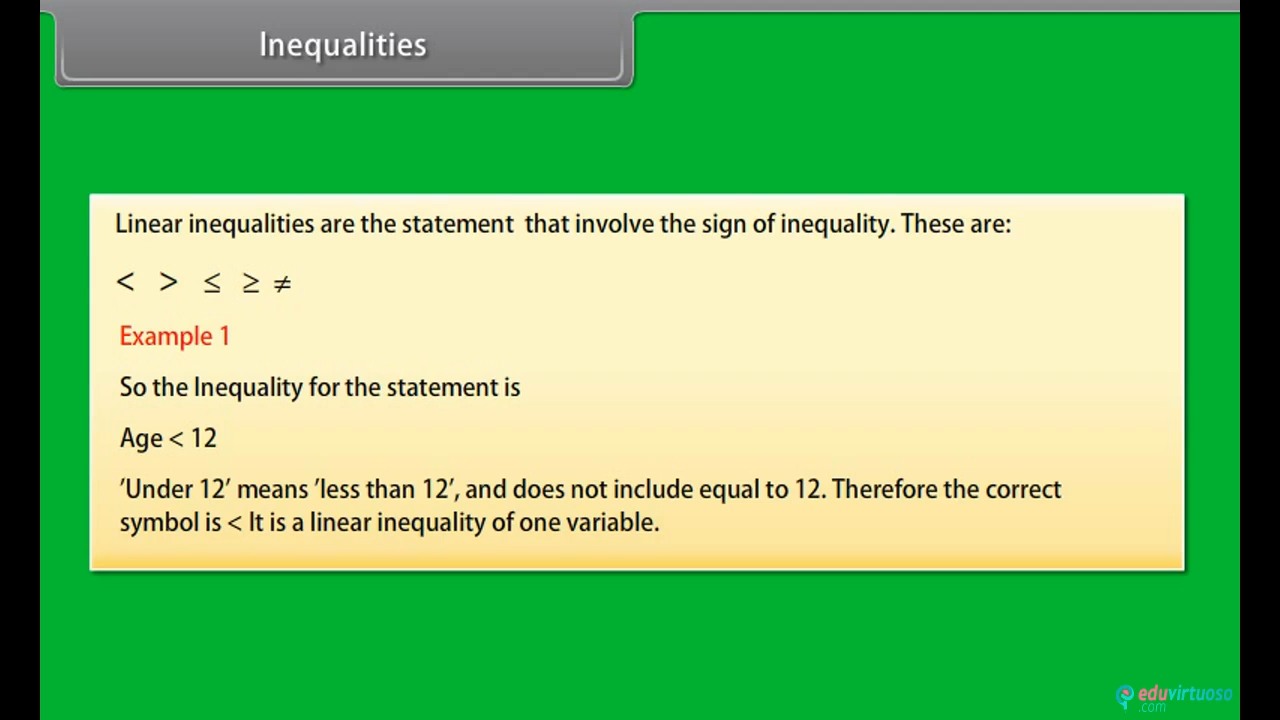 Inequalities
Linear inequalities are the statement that involve the sign of inequality. These are:
< > ≤ ≥ ≠
Example 1
So the Inequality for the statement is
Age < 12
'Under 12' means 'less than 12', and does not include equal to 12. Therefore the correct
symbol is < It is a linear inequality of one variable.
eduvirtuoso
.com